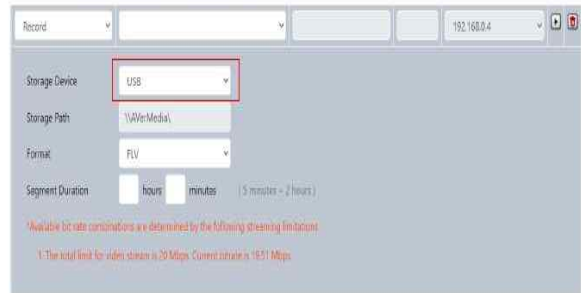 Record 192.168.0.4
Storage Device USB
Storage Path \\AVerMedia\
Format FLV
Segment Duration hours minutes ( 5 minutes ~ 2 hours )
*Available bit rate combinations are determined by the following streaming limitations
1. The total limit for video stream is 20 Mbps. Current bitrate is 19.51 Mbps.